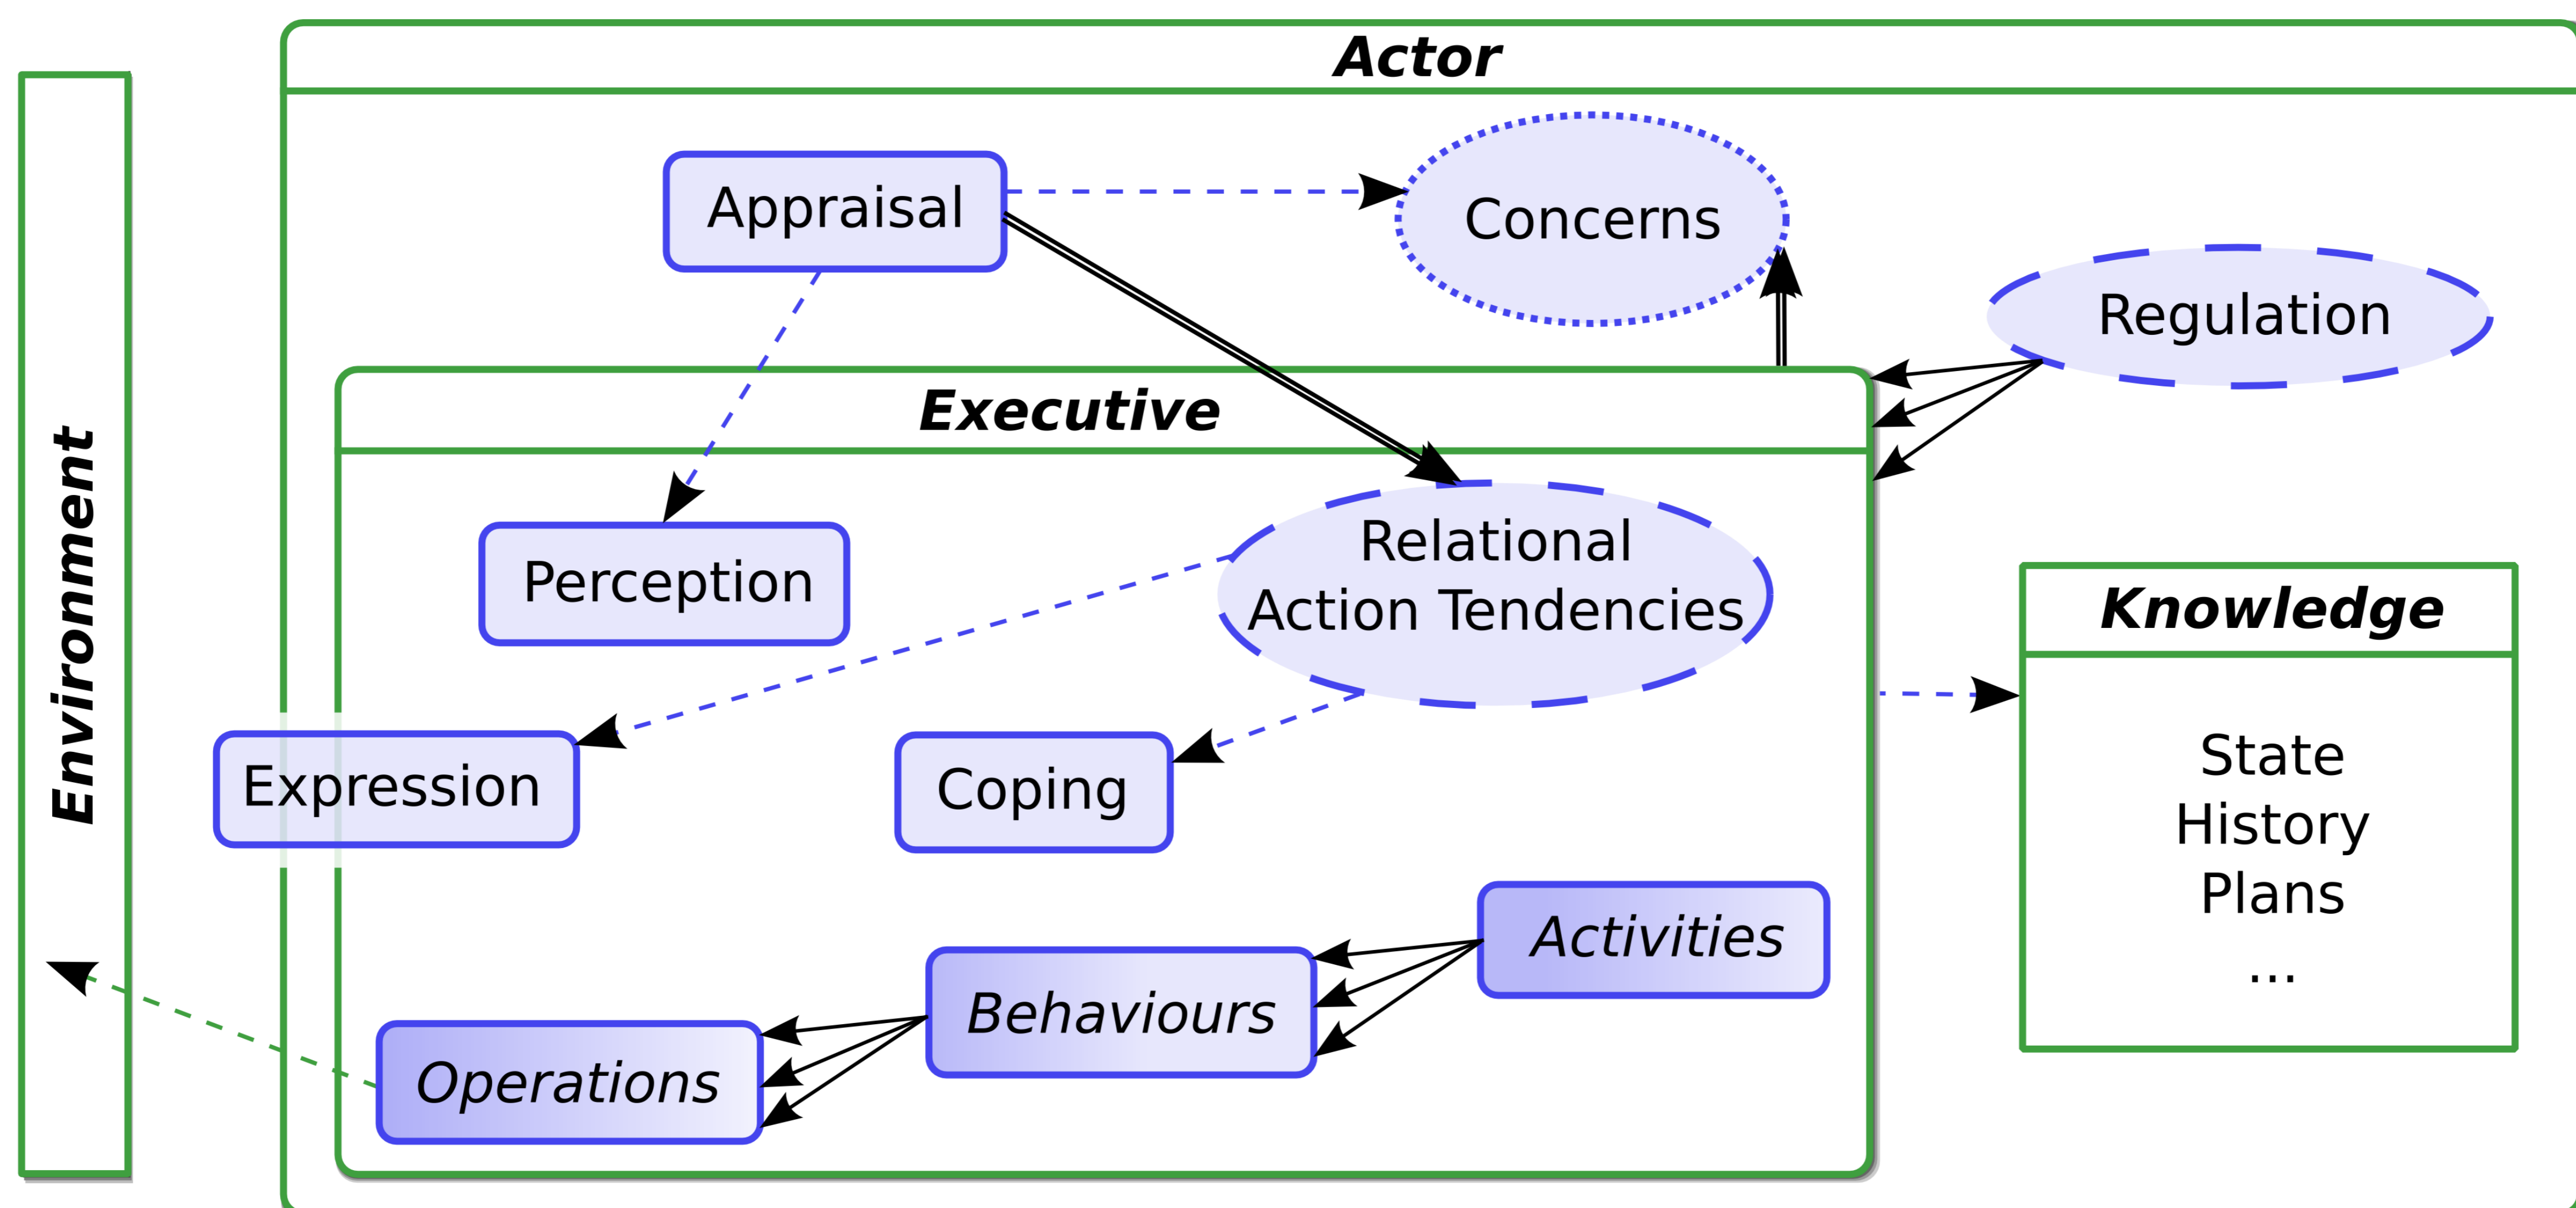 Actor
Environment
Appraisal
Concerns
Regulation
Executive
Perception
Relational
Action Tendencies
Knowledge
State
History
Plans
...
Expression
Coping
Activities
Behaviours
Operations